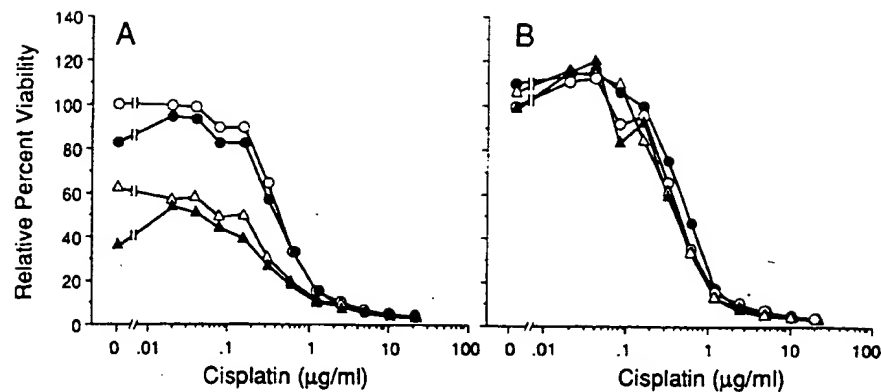 A
B
Relative Percent Viability
140
120
100
80
60
40
20
0
0 .01 .1 1 10 100
0 .01 .1 1 10 100
Cisplatin (μg/ml)
Cisplatin (μg/ml)